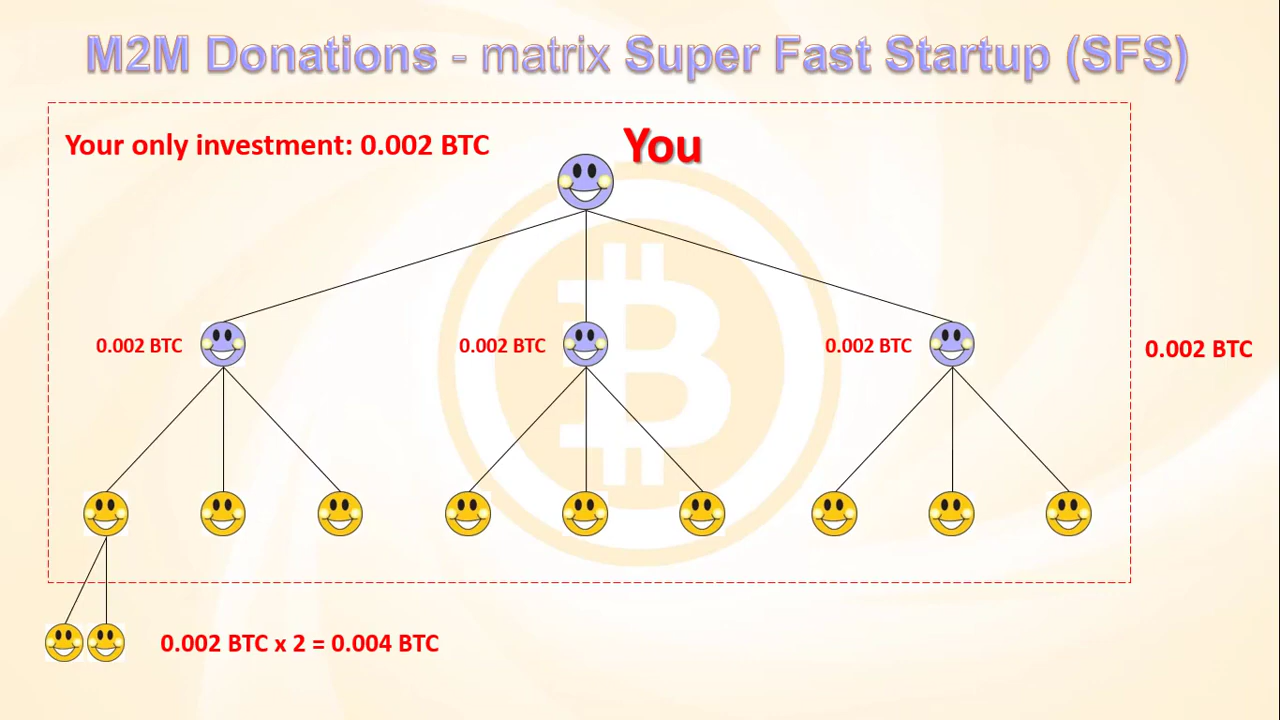 M2M Donations - matrix Super Fast Startup (SFS)
Your only investment: 0.002 BTC
You
0.002 BTC
0.002 BTC
0.002 BTC
0.002 BTC
0.002 BTC x 2 = 0.004 BTC